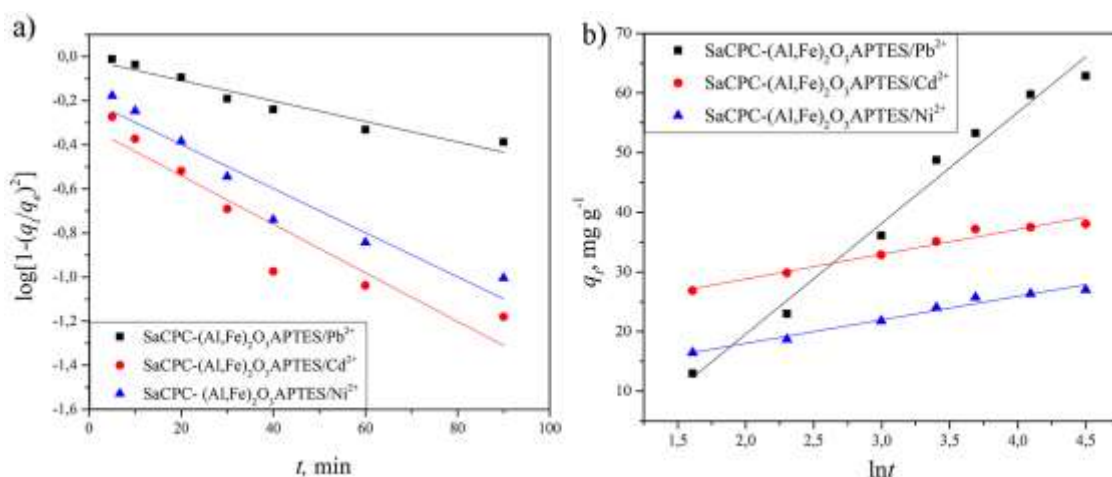 a)
0,0
-0,2
-0,4
-0,6
-0,8
-1,0
-1,2
-1,4
-1,6
log[1-(qt/qe)²]
SaCPC-(Al,Fe)₂O₃APTES/Pb²⁺
SaCPC-(Al,Fe)₂O₃APTES/Cd²⁺
SaCPC- (Al,Fe)₂O₃APTES/Ni²⁺
0 20 40 60 80 100
t, min
b)
70
60
50
40
30
20
10
qt, mg g⁻¹
SaCPC-(Al,Fe)₂O₃APTES/Pb²⁺
SaCPC-(Al,Fe)₂O₃APTES/Cd²⁺
SaCPC-(Al,Fe)₂O₃APTES/Ni²⁺
1,5 2,0 2,5 3,0 3,5 4,0 4,5
lnt